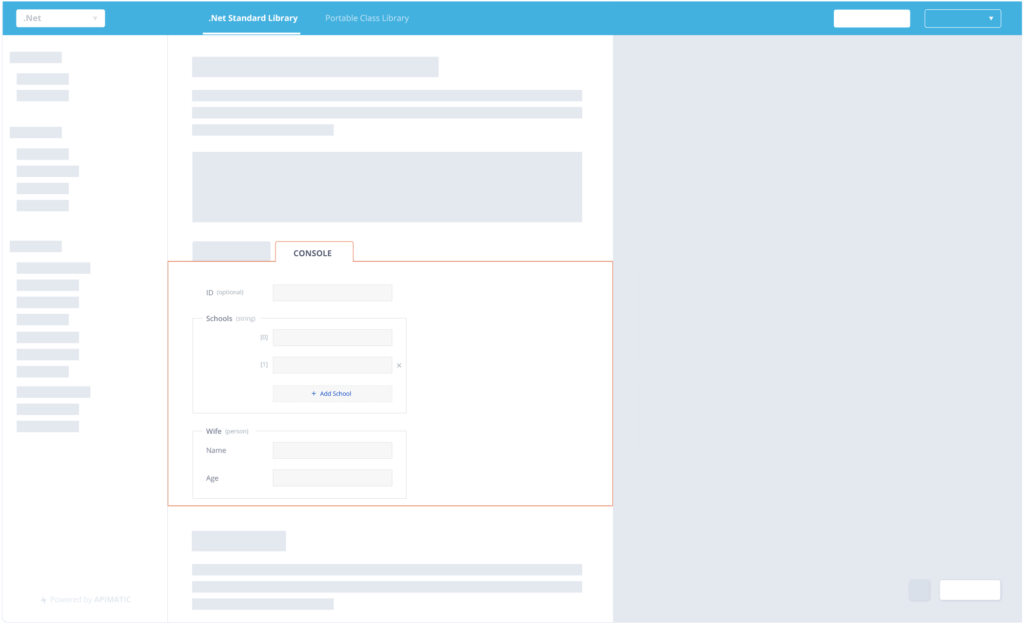 .Net
.Net Standard Library
Portable Class Library
CONSOLE
ID (optional)
Schools (string)
[0]
[1] ×
+ Add School
Wife (person)
Name
Age
Powered by APIMATIC